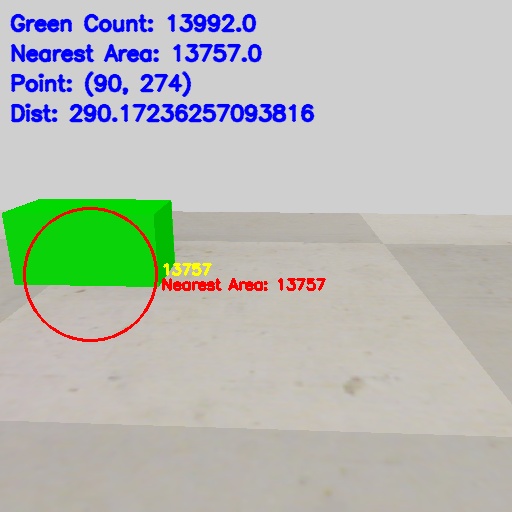 Green Count: 13992.0
Nearest Area: 13757.0
Point: (90, 274)
Dist: 290.17236257093816
13757
Nearest Area: 13757